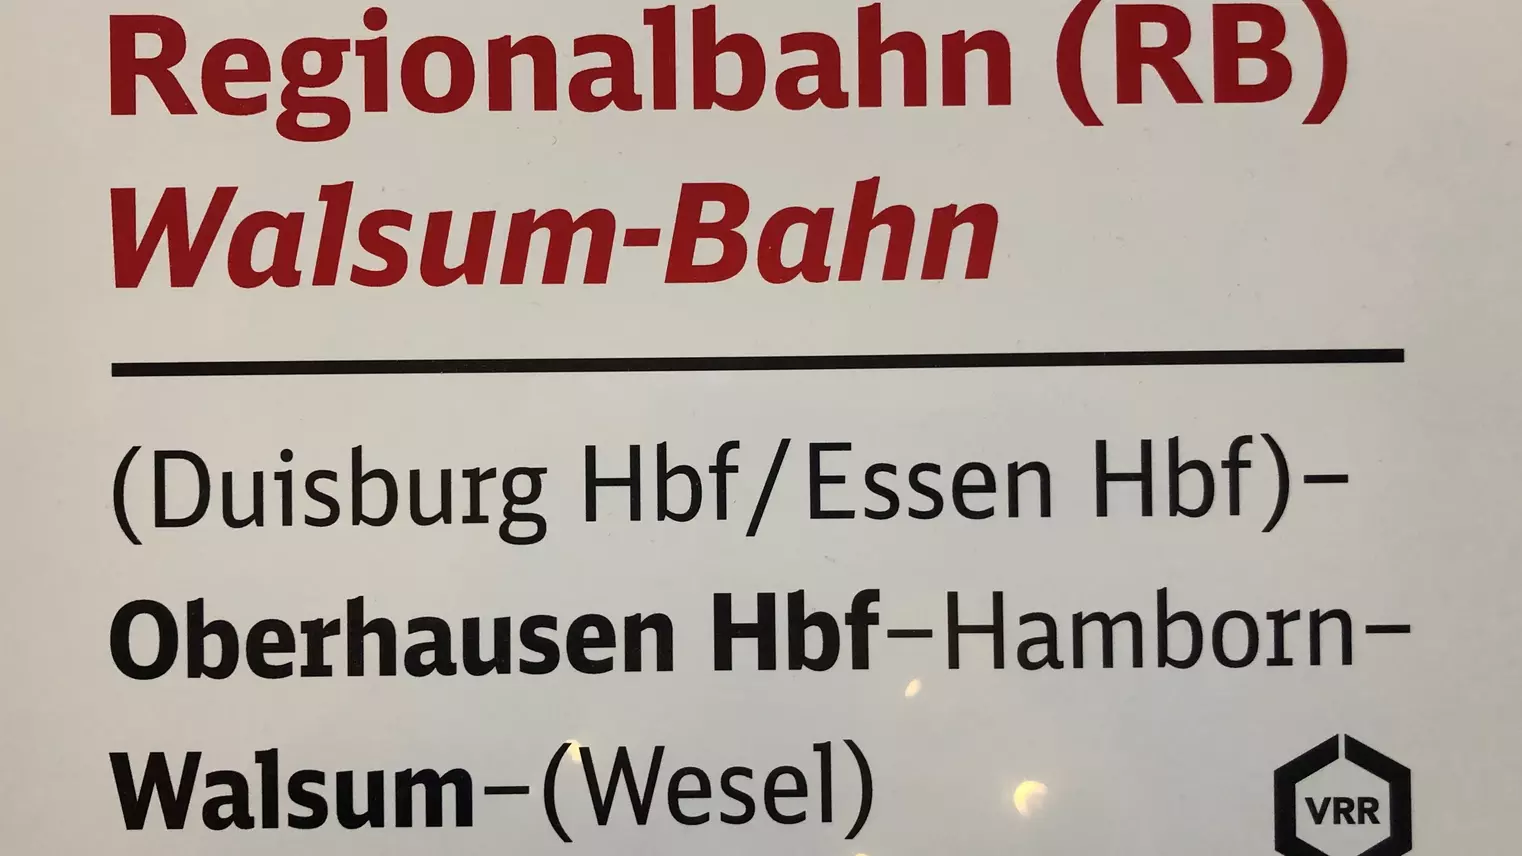 Regionalbahn (RB)
Walsum-Bahn
(Duisburg Hbf/Essen Hbf)–
Oberhausen Hbf–Hamborn–
Walsum–(Wesel)
VRR